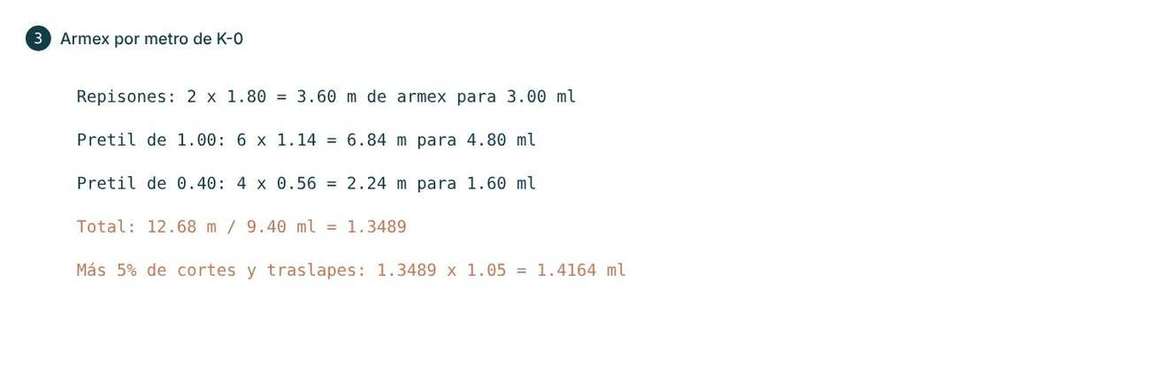 3 Armex por metro de K-0
Repisones: 2 x 1.80 = 3.60 m de armex para 3.00 ml
Pretil de 1.00: 6 x 1.14 = 6.84 m para 4.80 ml
Pretil de 0.40: 4 x 0.56 = 2.24 m para 1.60 ml
Total: 12.68 m / 9.40 ml = 1.3489
Más 5% de cortes y traslapes: 1.3489 x 1.05 = 1.4164 ml